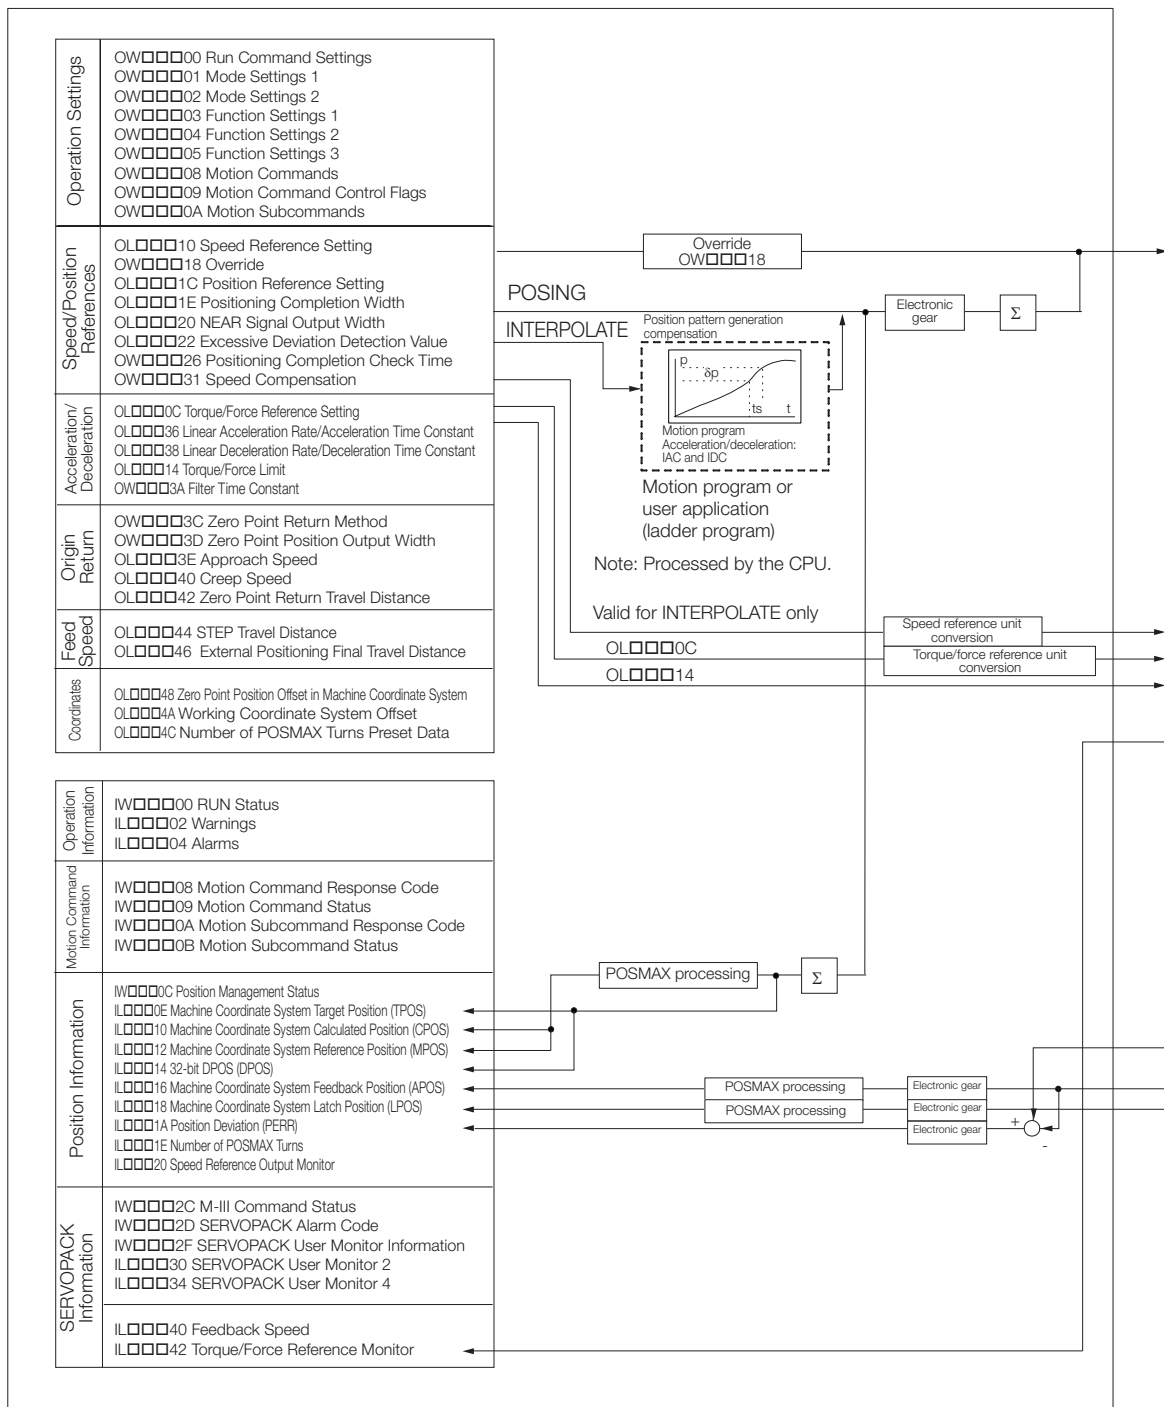 Operation Settings
OW□□□00 Run Command Settings
OW□□□01 Mode Settings 1
OW□□□02 Mode Settings 2
OW□□□03 Function Settings 1
OW□□□04 Function Settings 2
OW□□□05 Function Settings 3
OW□□□08 Motion Commands
OW□□□09 Motion Command Control Flags
OW□□□0A Motion Subcommands
Speed/Position
References
OL□□□10 Speed Reference Setting
OW□□□18 Override
OL□□□1C Position Reference Setting
OL□□□1E Positioning Completion Width
OL□□□20 NEAR Signal Output Width
OL□□□22 Excessive Deviation Detection Value
OW□□□26 Positioning Completion Check Time
OW□□□31 Speed Compensation
Acceleration/
Deceleration
OL□□□0C Torque/Force Reference Setting
OL□□□36 Linear Acceleration Rate/Acceleration Time Constant
OL□□□38 Linear Deceleration Rate/Deceleration Time Constant
OL□□□14 Torque/Force Limit
OW□□□3A Filter Time Constant
Origin
Return
OW□□□3C Zero Point Return Method
OW□□□3D Zero Point Position Output Width
OL□□□3E Approach Speed
OL□□□40 Creep Speed
OL□□□42 Zero Point Return Travel Distance
Feed
Speed
OL□□□44 STEP Travel Distance
OL□□□46 External Positioning Final Travel Distance
Coordinates
OL□□□48 Zero Point Position Offset in Machine Coordinate System
OL□□□4A Working Coordinate System Offset
OL□□□4C Number of POSMAX Turns Preset Data
Override
OW□□□18
POSING
INTERPOLATE
Electronic
gear
Σ
Position pattern generation
compensation
p
δp
ts
t
Motion program
Acceleration/deceleration:
IAC and IDC
Motion program or
user application
(ladder program)
Note: Processed by the CPU.
Valid for INTERPOLATE only
Speed reference unit
conversion
OL□□□0C
Torque/force reference unit
conversion
OL□□□14
Operation
Information
IW□□□00 RUN Status
IL□□□02 Warnings
IL□□□04 Alarms
Motion Command
Information
IW□□□08 Motion Command Response Code
IW□□□09 Motion Command Status
IW□□□0A Motion Subcommand Response Code
IW□□□0B Motion Subcommand Status
Position Information
IW□□□0C Position Management Status
IL□□□0E Machine Coordinate System Target Position (TPOS)
IL□□□10 Machine Coordinate System Calculated Position (CPOS)
IL□□□12 Machine Coordinate System Reference Position (MPOS)
IL□□□14 32-bit DPOS (DPOS)
IL□□□16 Machine Coordinate System Feedback Position (APOS)
IL□□□18 Machine Coordinate System Latch Position (LPOS)
IL□□□1A Position Deviation (PERR)
IL□□□1E Number of POSMAX Turns
IL□□□20 Speed Reference Output Monitor
POSMAX processing
Σ
POSMAX processing
Electronic gear
POSMAX processing
Electronic gear
Electronic gear
+
-
SERVOPACK
Information
IW□□□2C M-III Command Status
IW□□□2D SERVOPACK Alarm Code
IW□□□2F SERVOPACK User Monitor Information
IL□□□30 SERVOPACK User Monitor 2
IL□□□34 SERVOPACK User Monitor 4
IL□□□40 Feedback Speed
IL□□□42 Torque/Force Reference Monitor